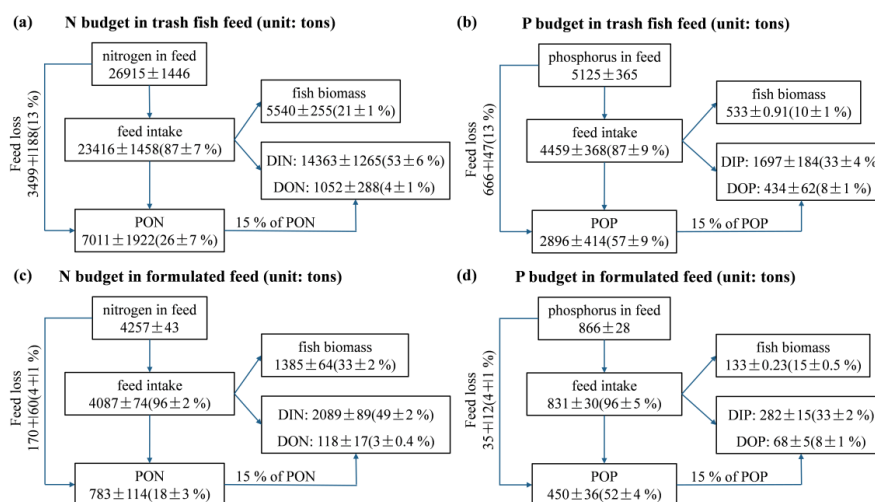 (a) N budget in trash fish feed (unit: tons)
nitrogen in feed
26915±1446
Feed loss
3499±188(13 %)
feed intake
23416±1458(87±7 %)
fish biomass
5540±255(21±1 %)
DIN: 14363±1265(53±6 %)
DON: 1052±288(4±1 %)
PON
7011±1922(26±7 %)
15 % of PON
(b) P budget in trash fish feed (unit: tons)
phosphorus in feed
5125±365
Feed loss
666±47(13 %)
feed intake
4459±368(87±9 %)
fish biomass
533±0.91(10±1 %)
DIP: 1697±184(33±4 %
DOP: 434±62(8±1 %)
POP
2896±414(57±9 %)
15 % of POP
(c) N budget in formulated feed (unit: tons)
nitrogen in feed
4257±43
Feed loss
170±60(4±1 %)
feed intake
4087±74(96±2 %)
fish biomass
1385±64(33±2 %)
DIN: 2089±89(49±2 %)
DON: 118±17(3±0.4 %)
PON
783±114(18±3 %)
15 % of PON
(d) P budget in formulated feed (unit: tons)
phosphorus in feed
866±28
Feed loss
35±12(4±1 %)
feed intake
831±30(96±5 %)
fish biomass
133±0.23(15±0.5 %)
DIP: 282±15(33±2 %)
DOP: 68±5(8±1 %)
POP
450±36(52±4 %)
15 % of POP